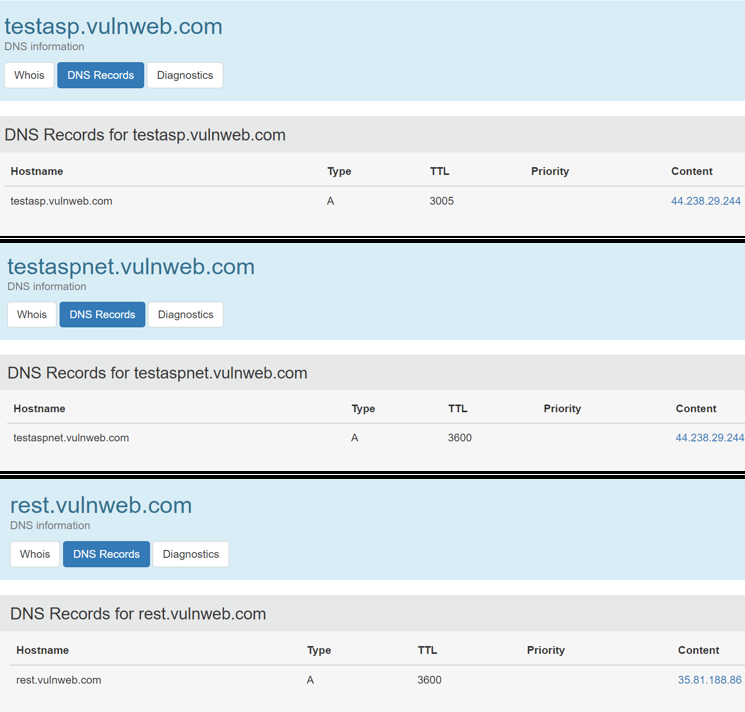 testasp.vulnweb.com
DNS information
Whois DNS Records Diagnostics
DNS Records for testasp.vulnweb.com
Hostname Type TTL Priority Content
testasp.vulnweb.com A 3005 44.238.29.244
testaspnet.vulnweb.com
DNS information
Whois DNS Records Diagnostics
DNS Records for testaspnet.vulnweb.com
Hostname Type TTL Priority Content
testaspnet.vulnweb.com A 3600 44.238.29.244
rest.vulnweb.com
DNS information
Whois DNS Records Diagnostics
DNS Records for rest.vulnweb.com
Hostname Type TTL Priority Content
rest.vulnweb.com A 3600 35.81.188.86